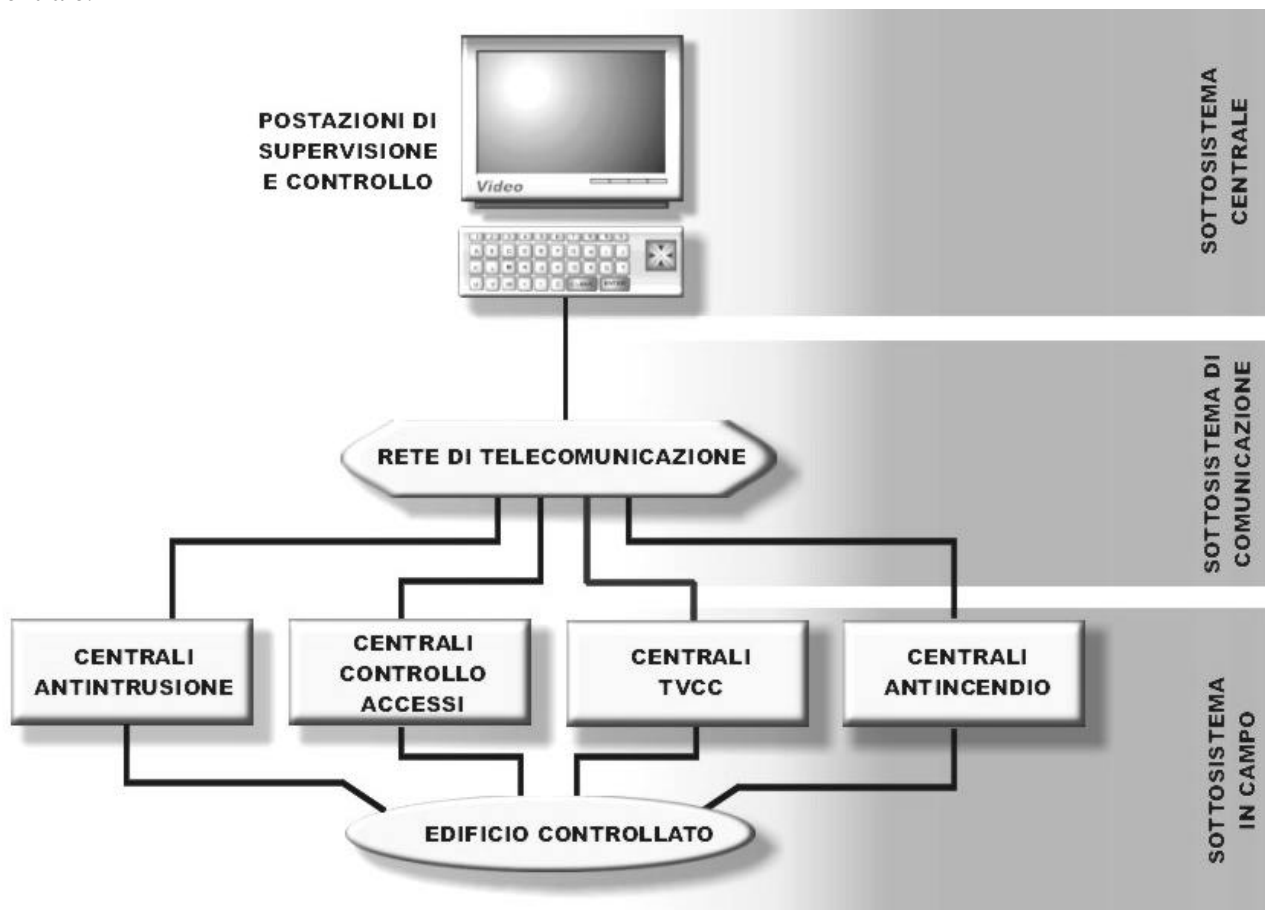 POSTAZIONI DI
SUPERVISIONE
E CONTROLLO
Video
SOTTOSISTEMA
CENTRALE
RETE DI TELECOMUNICAZIONE
SOTTOSISTEMA DI
COMUNICAZIONE
CENTRALI
ANTINTRUSIONE
CENTRALI
CONTROLLO
ACCESSI
CENTRALI
TVCC
CENTRALI
ANTINCENDIO
EDIFICIO CONTROLLATO
SOTTOSISTEMA
IN CAMPO